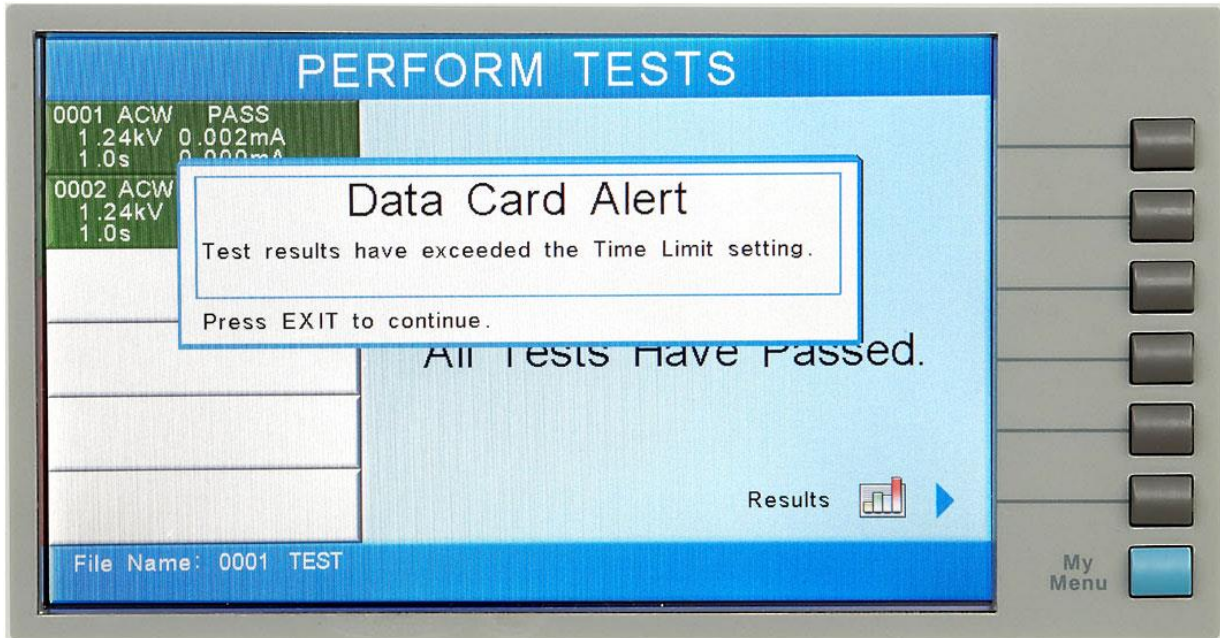 PERFORM TESTS
0001 ACW PASS
1.24kV 0.002mA
1.0s 0.000mA
0002 ACW
1.24kV
1.0s
Data Card Alert
Test results have exceeded the Time Limit setting.
Press EXIT to continue.
All Tests Have Passed.
Results
File Name: 0001 TEST
My
Menu